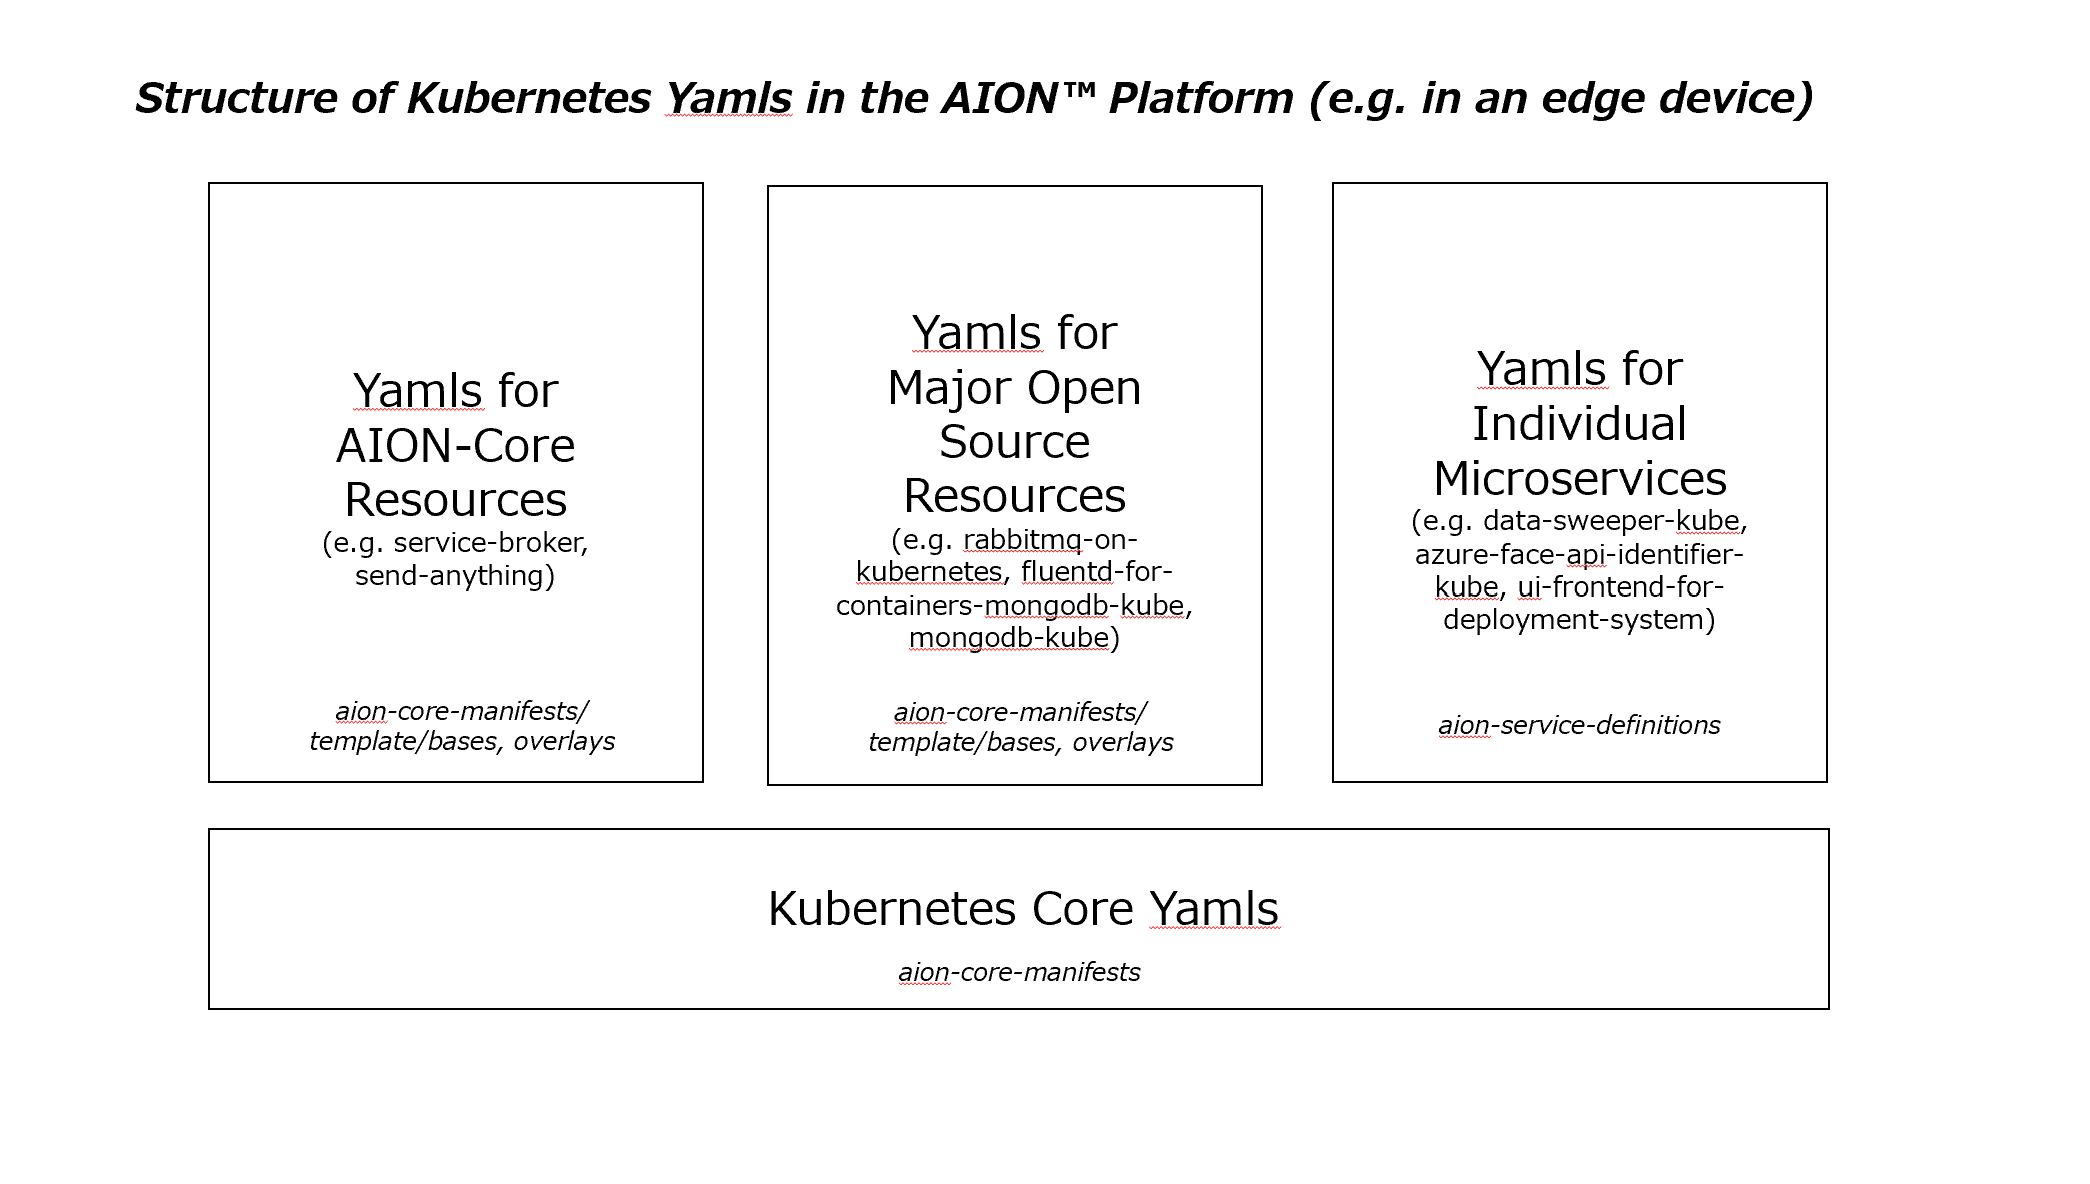 Structure of Kubernetes Yamls in the AION™ Platform (e.g. in an edge device)
Yamls for
AION-Core
Resources
(e.g. service-broker,
send-anything)
aion-core-manifests/
template/bases, overlays
Yamls for
Major Open
Source
Resources
(e.g. rabbitmq-on-
kubernetes, fluentd-for-
containers-mongodb-kube,
mongodb-kube)
aion-core-manifests/
template/bases, overlays
Yamls for
Individual
Microservices
(e.g. data-sweeper-kube,
azure-face-api-identifier-
kube, ui-frontend-for-
deployment-system)
aion-service-definitions
Kubernetes Core Yamls
aion-core-manifests